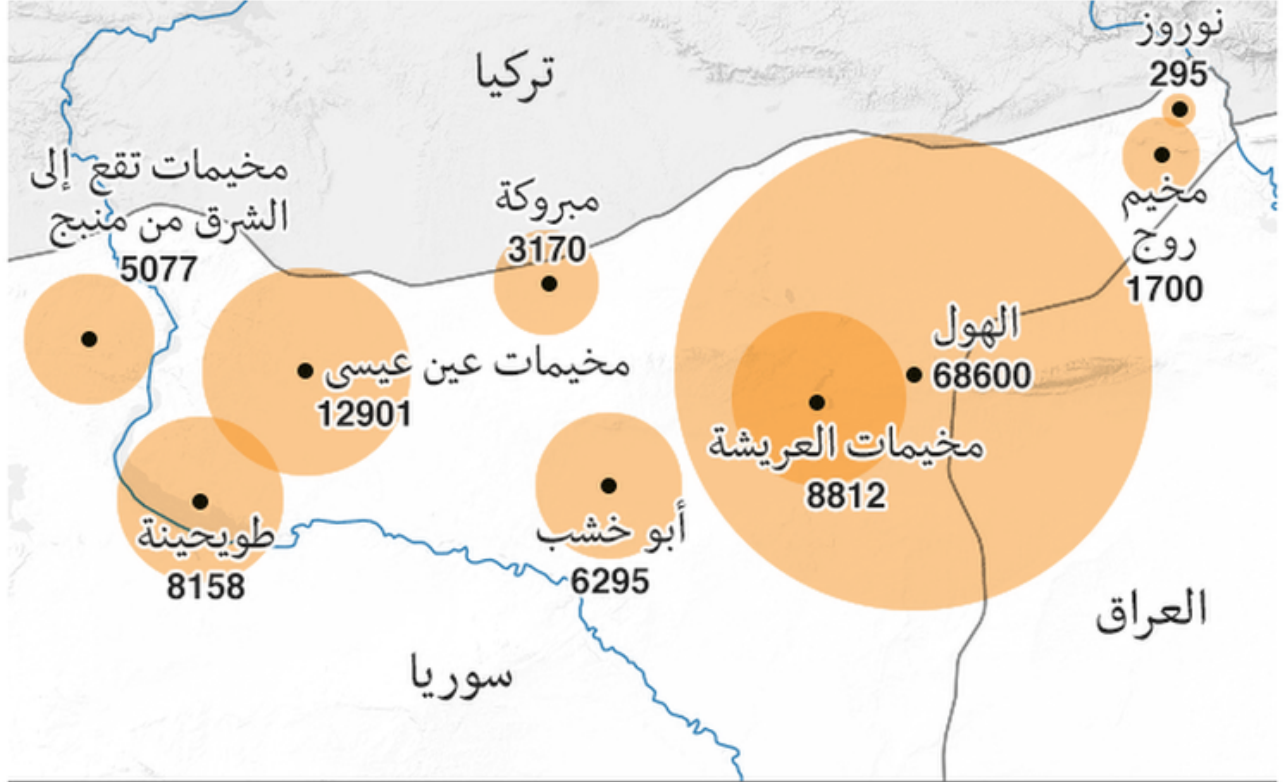 نوروز
295
تركيا
مخيمات تقع إلى
الشرق من منبج
5077
مبروكة
3170
مخيم
روج
1700
الهول
68600
مخيمات عين عيسى
12901
مخيمات العريشة
8812
طويحينة
8158
أبو خشب
6295
العراق
سوريا